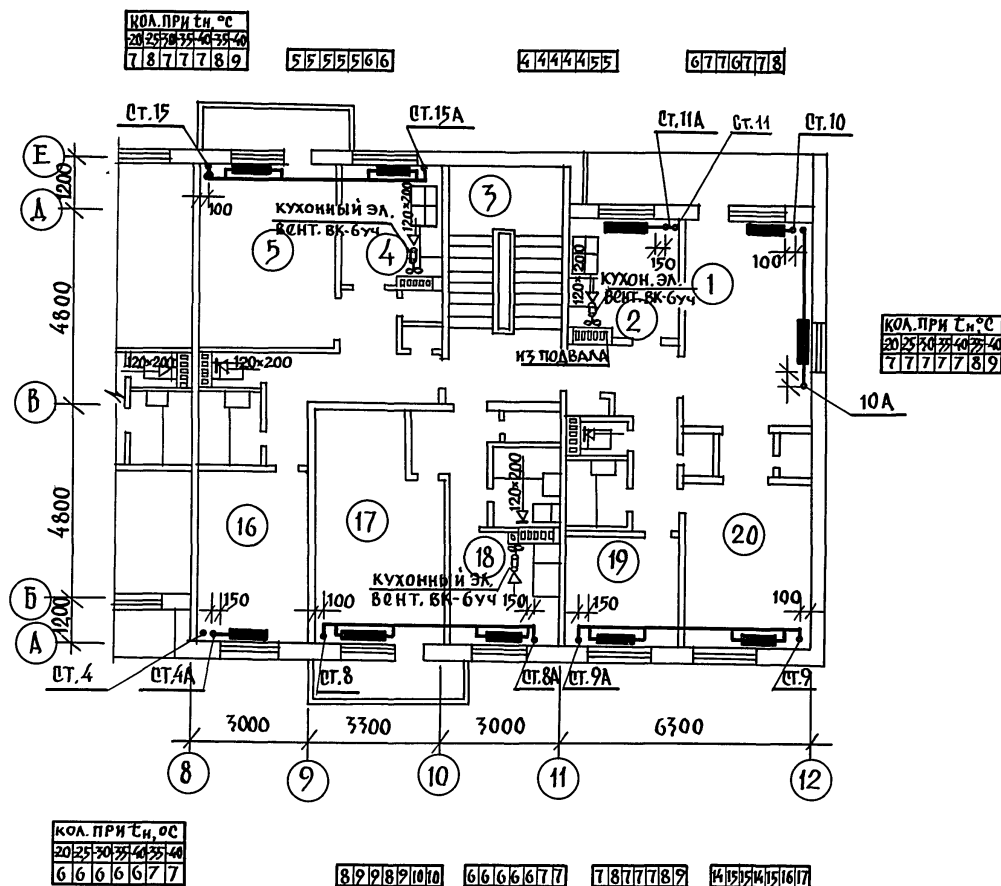 КОЛ. ПРИ tн, °С
-20 -25 -30 -35 -40 -35 -40
7 8 7 7 7 8 9
5 5 5 5 5 6 6
4 4 4 4 4 5 5
6 7 7 6 7 7 8
СТ.15
СТ.15А
СТ.11А
СТ.11
СТ.10
Е
1200
Д
100
КУХОННЫЙ ЭЛ.
ВЕНТ. ВК-6УЧ
120×200
3
4
5
150
100
1
120×200
КУХОН. ЭЛ.
ВЕНТ. ВК-6УЧ
2
4800
ИЗ ПОДВАЛА
КОЛ. ПРИ tн, °С
20 25 30 35 40 35 40
7 7 7 7 7 8 9
120×200
120×200
10А
В
4800
120×200
16
17
18
19
20
КУХОННЫЙ ЭЛ.
ВЕНТ. ВК-6УЧ
Б
1200
150
100
150
150
100
А
СТ.4
СТ.4А
СТ.8
СТ.8А
СТ.9А
СТ.9
3000
3300
3000
6300
8
9
10
11
12
КОЛ. ПРИ tн, °С
-20 -25 -30 -35 -40 -35 -40
6 6 6 6 6 7 7
8 9 9 8 9 10 10
6 6 6 6 6 7 7
7 8 7 7 7 8 9
14 15 15 14 15 16 17